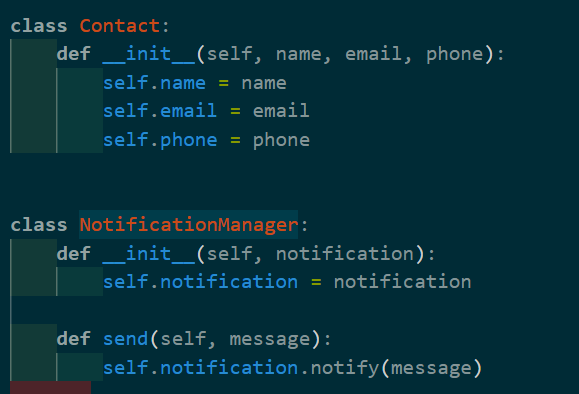 class Contact:
    def __init__(self, name, email, phone):
        self.name = name
        self.email = email
        self.phone = phone
class NotificationManager:
    def __init__(self, notification):
        self.notification = notification
    def send(self, message):
        self.notification.notify(message)